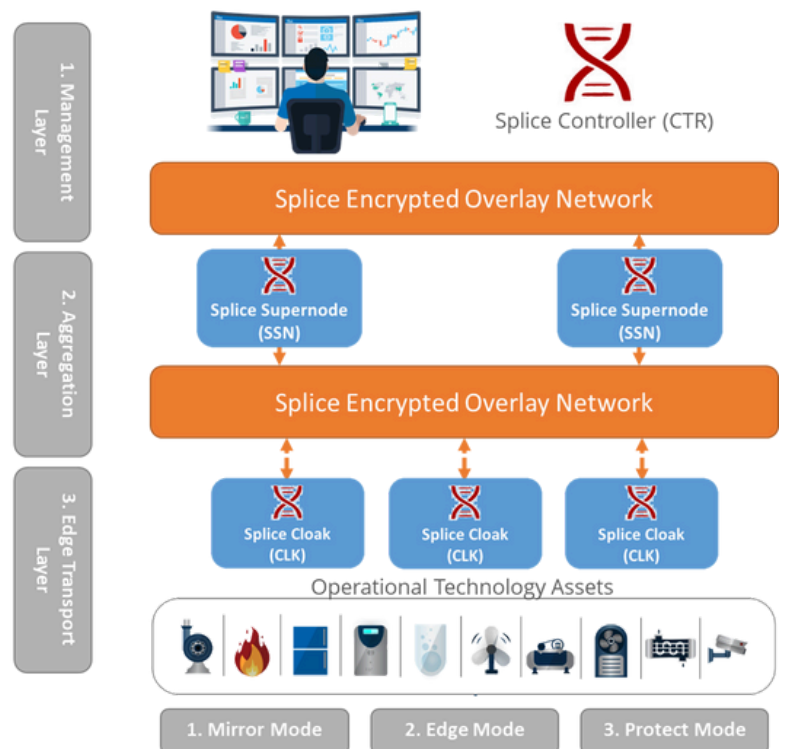 1. Management
Layer
Splice Controller (CTR)
Splice Encrypted Overlay Network
2. Aggregation
Layer
Splice Supernode
(SSN)
Splice Supernode
(SSN)
Splice Encrypted Overlay Network
3. Edge Transport
Layer
Splice Cloak
(CLK)
Splice Cloak
(CLK)
Splice Cloak
(CLK)
Operational Technology Assets
1. Mirror Mode
2. Edge Mode
3. Protect Mode